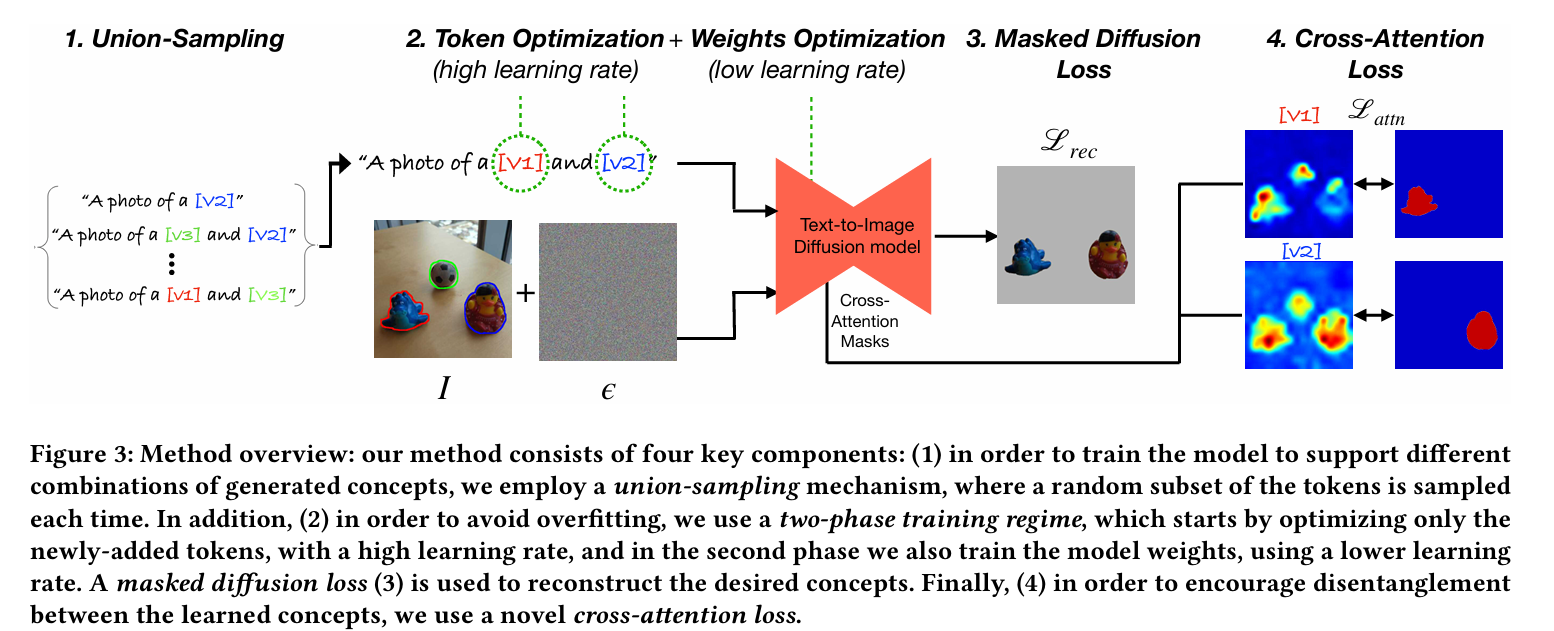 1. Union-Sampling
2. Token Optimization + Weights Optimization
(high learning rate)
(low learning rate)
3. Masked Diffusion
Loss
4. Cross-Attention
Loss
“A photo of a [v2]”
“A photo of a [v3] and [v2]”
“A photo of a [v1] and [v3]”
“A photo of a [v1] and [v2]”
I
+
ϵ
Text-to-Image
Diffusion model
Cross-
Attention
Masks
ℒrec
[v1]
ℒattn
[v2]
Figure 3: Method overview: our method consists of four key components: (1) in order to train the model to support different
combinations of generated concepts, we employ a union-sampling mechanism, where a random subset of the tokens is sampled
each time. In addition, (2) in order to avoid overfitting, we use a two-phase training regime, which starts by optimizing only the
newly-added tokens, with a high learning rate, and in the second phase we also train the model weights, using a lower learning
rate. A masked diffusion loss (3) is used to reconstruct the desired concepts. Finally, (4) in order to encourage disentanglement
between the learned concepts, we use a novel cross-attention loss.